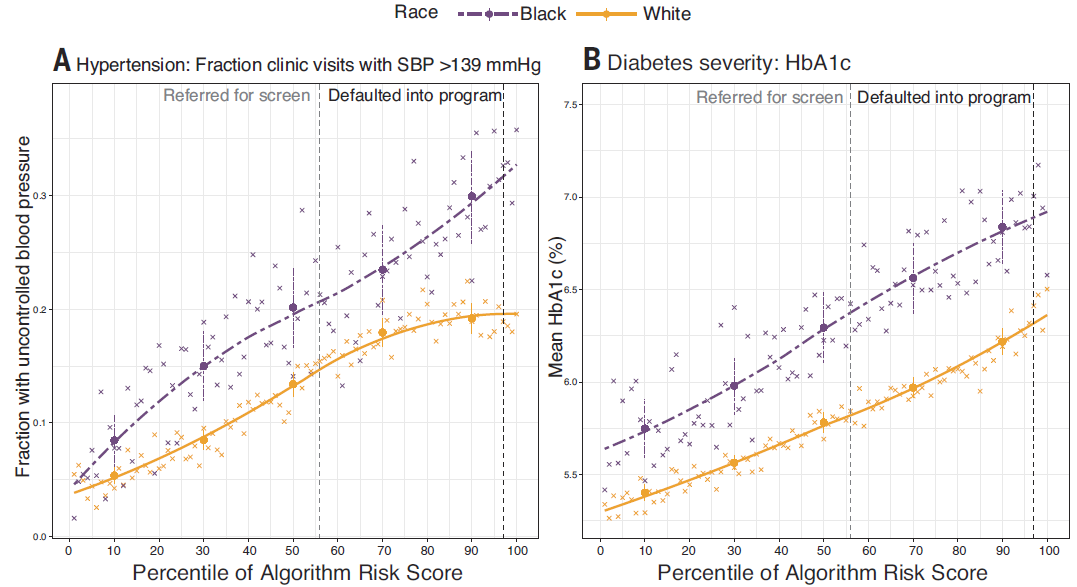 Race Black White
A Hypertension: Fraction clinic visits with SBP >139 mmHg
Referred for screen Defaulted into program
Fraction with uncontrolled blood pressure
0.3
0.2
0.1
0.0
0 10 20 30 40 50 60 70 80 90 100
Percentile of Algorithm Risk Score
B Diabetes severity: HbA1c
Referred for screen Defaulted into program
Mean HbA1c (%)
7.5
7.0
6.5
6.0
5.5
0 10 20 30 40 50 60 70 80 90 100
Percentile of Algorithm Risk Score